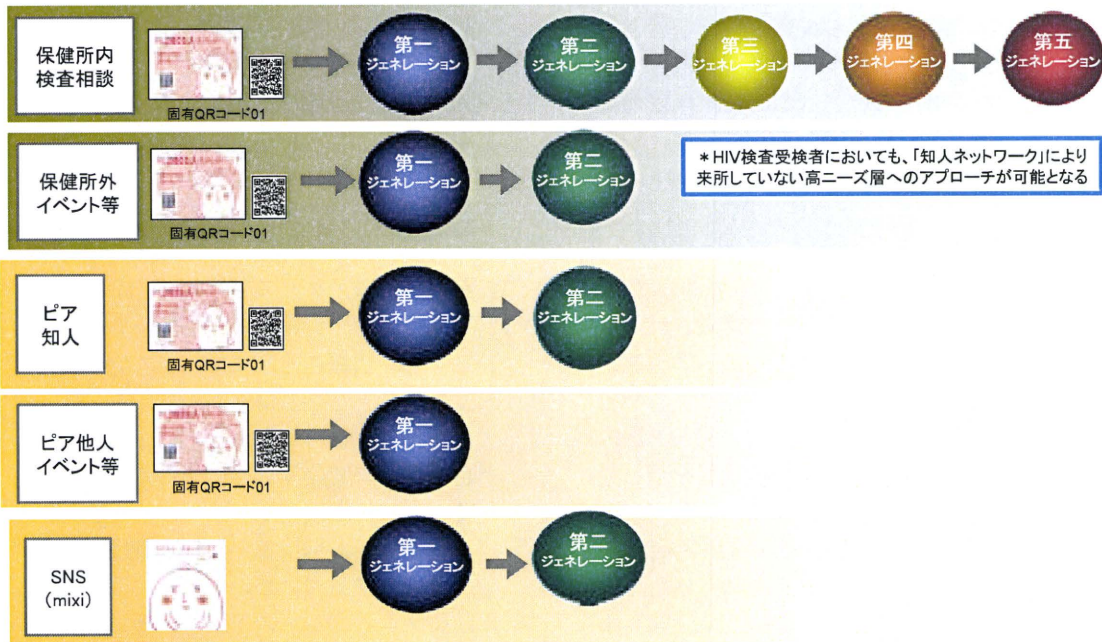 保健所内
検査相談
固有QRコード01
第一
ジェネレーション
第二
ジェネレーション
第三
ジェネレーション
第四
ジェネレーション
第五
ジェネレーション
保健所外
イベント等
固有QRコード01
第一
ジェネレーション
第二
ジェネレーション
*HIV検査受検者においても、「知人ネットワーク」により
来所していない高ニーズ層へのアプローチが可能となる
ピア
知人
固有QRコード01
第一
ジェネレーション
第二
ジェネレーション
ピア他人
イベント等
固有QRコード01
第一
ジェネレーション
SNS
(mixi)
第一
ジェネレーション
第二
ジェネレーション